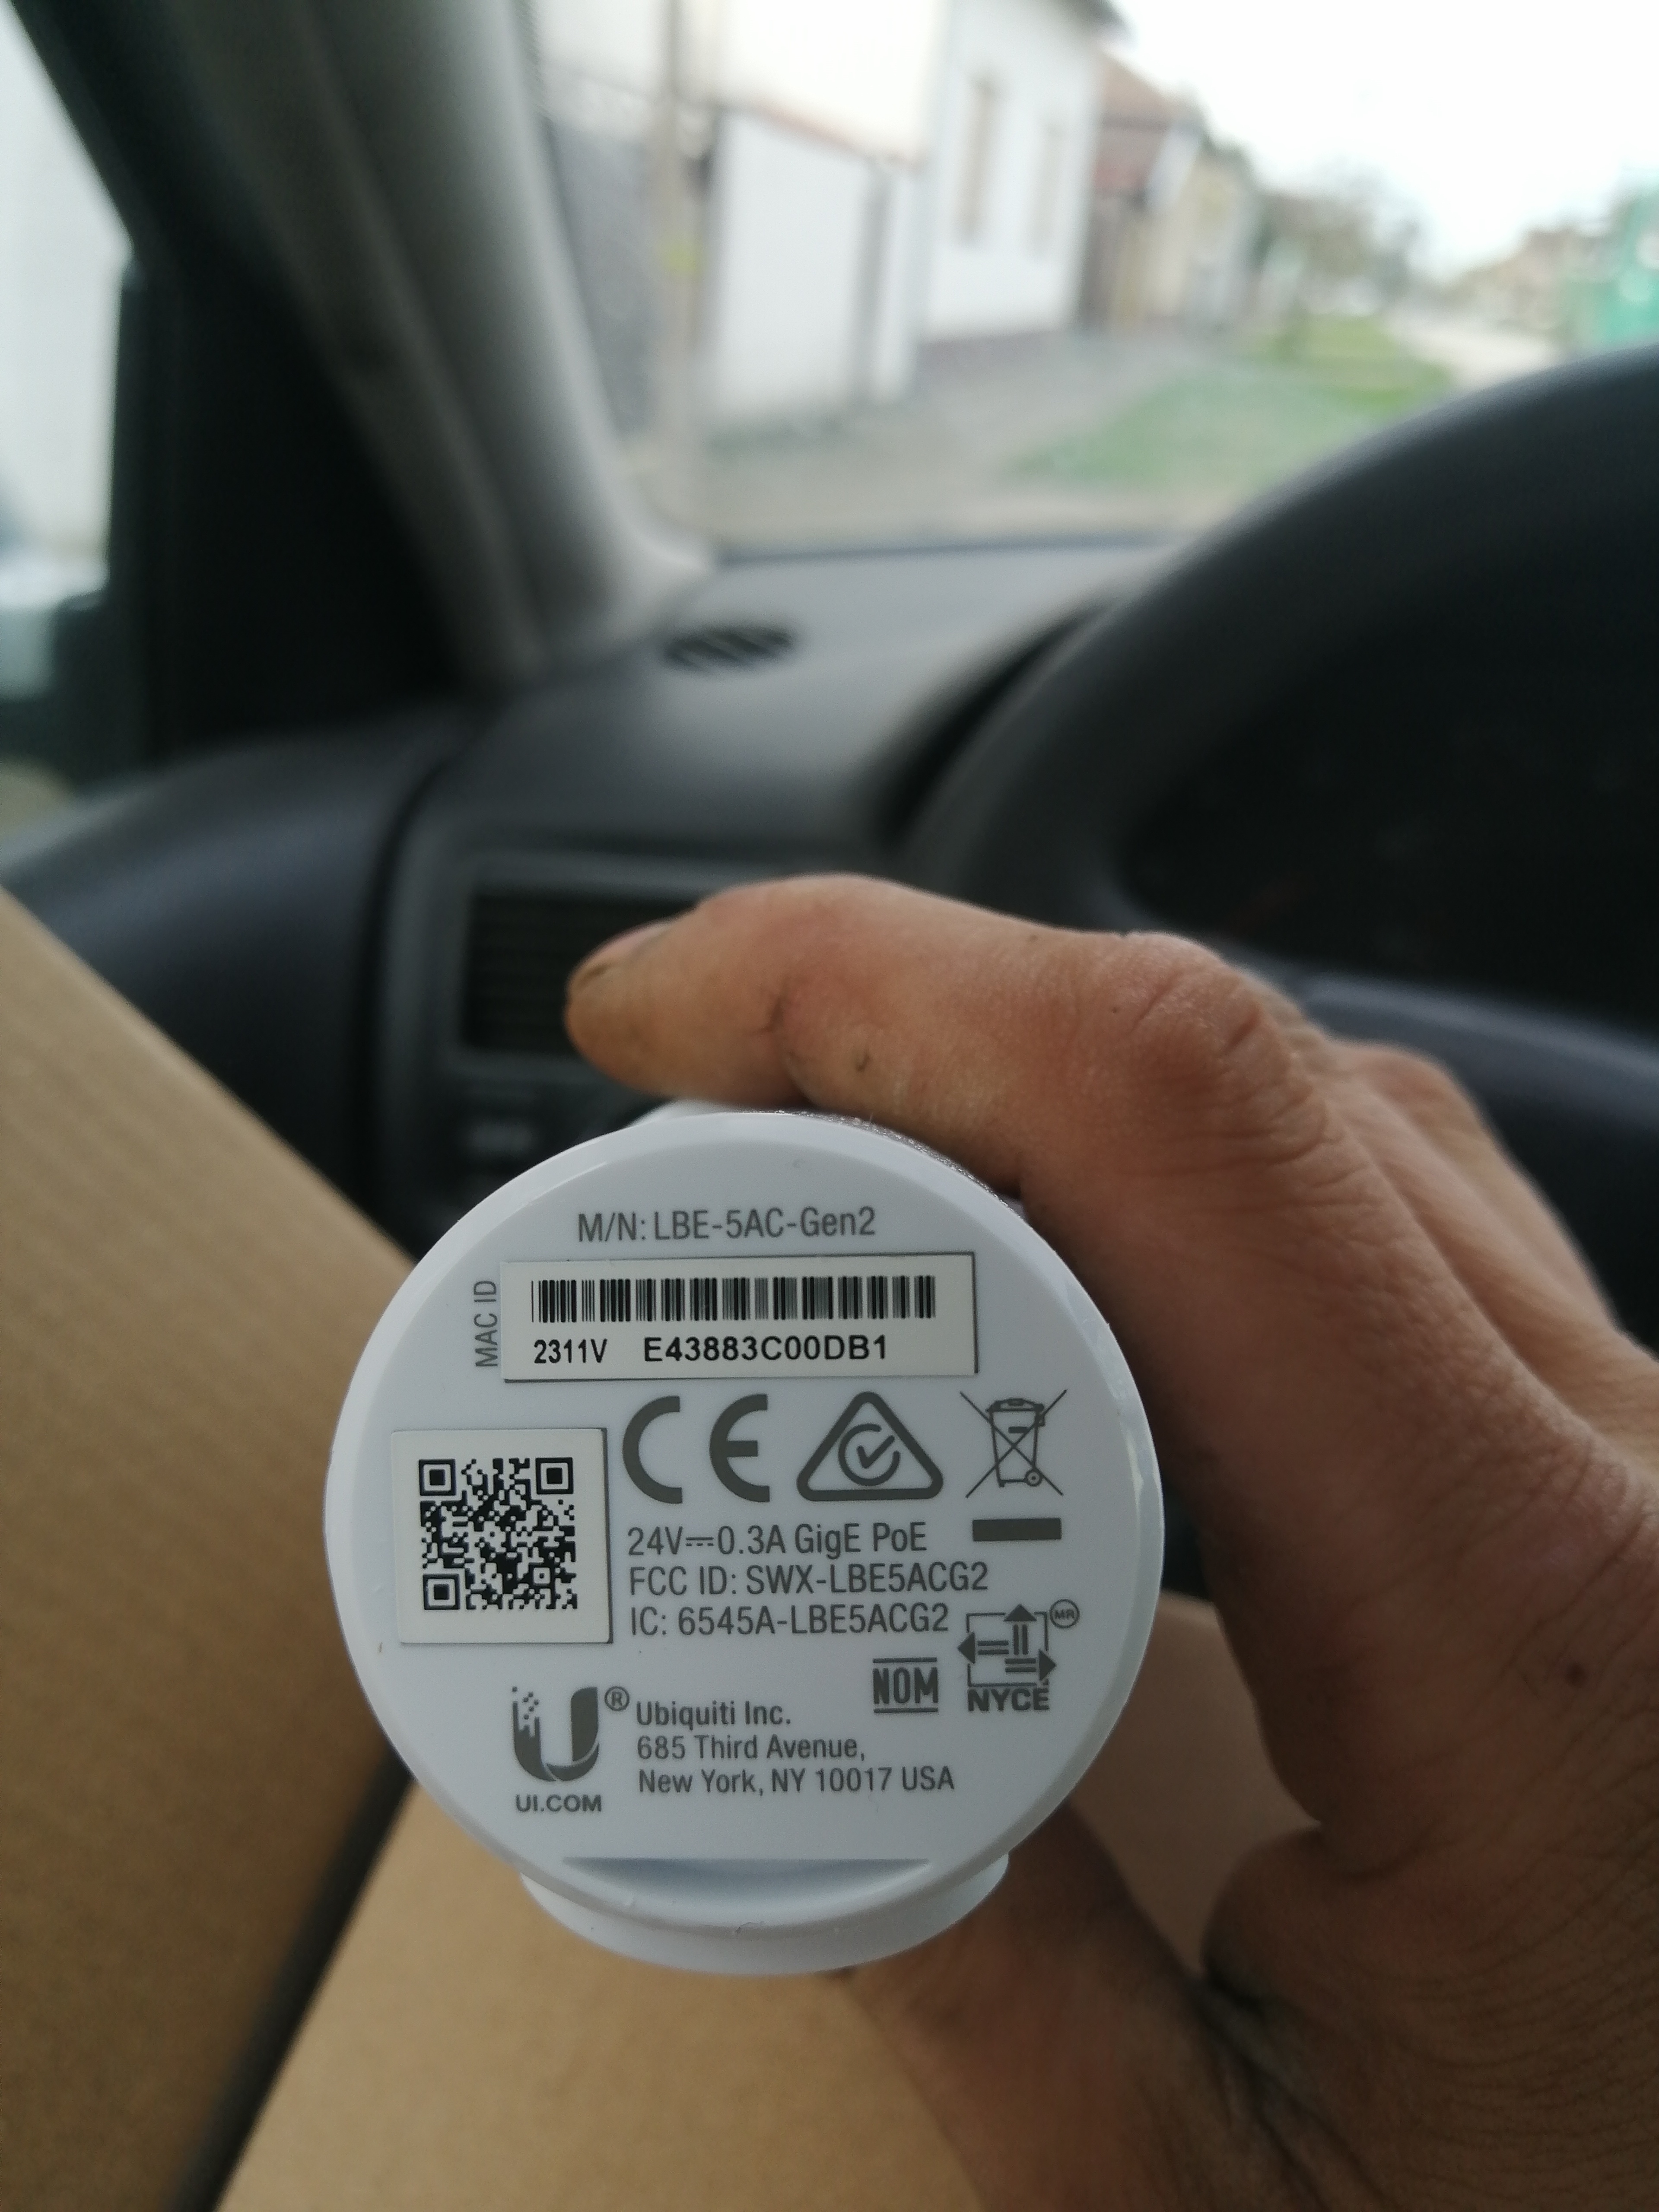 M/N: LBE-5AC-Gen2
MAC ID
2311V E43883C00DB1
CE
24V⎓0.3A GigE PoE
FCC ID: SWX-LBE5ACG2
IC: 6545A-LBE5ACG2
MR
NOM
NYCE
U®
UI.COM
Ubiquiti Inc.
685 Third Avenue,
New York, NY 10017 USA